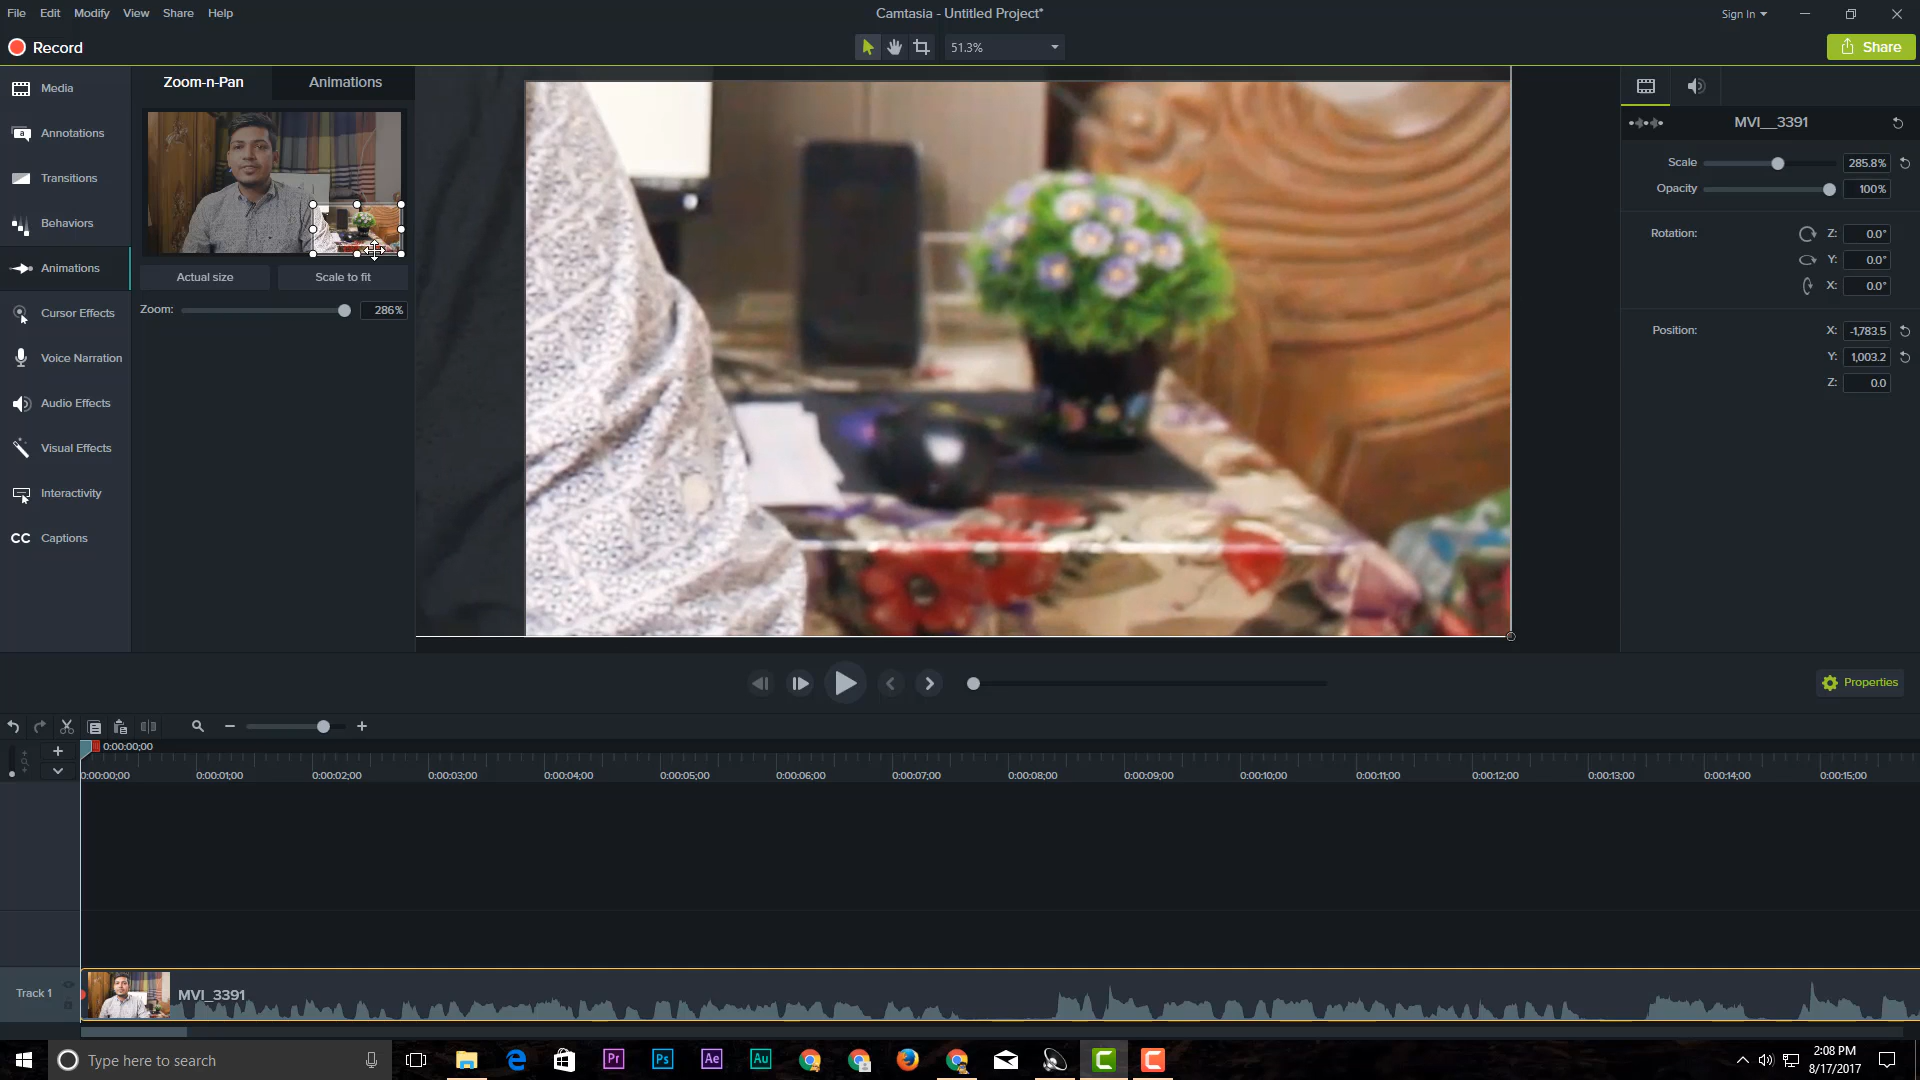 File Edit Modify View Share Help
Camtasia - Untitled Project*
Sign In
Record
51.3%
Share
Media
Annotations
Transitions
Behaviors
Animations
Cursor Effects
Voice Narration
Audio Effects
Visual Effects
Interactivity
CC Captions
Zoom-n-Pan
Animations
Actual size
Scale to fit
Zoom: 286%
MVI__3391
Scale 285.8%
Opacity 100%
Rotation: Z: 0.0°
Y: 0.0°
X: 0.0°
Position: X: -1,783.5
Y: 1,003.2
Z: 0.0
Properties
0:00:00;00
0:00:00;00 0:00:01;00 0:00:02;00 0:00:03;00 0:00:04;00 0:00:05;00 0:00:06;00 0:00:07;00 0:00:08;00 0:00:09;00 0:00:10;00 0:00:11;00 0:00:12;00 0:00:13;00 0:00:14;00 0:00:15;00
Track 1
MVI_3391
Type here to search
Pr Ps Ae Au
2:08 PM
8/17/2017